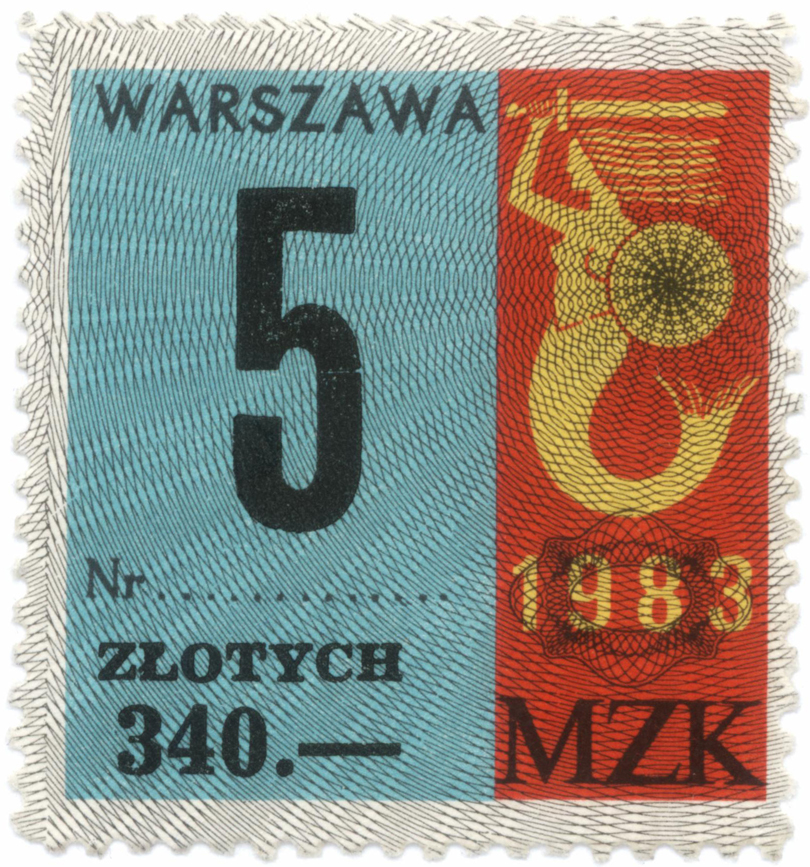 WARSZAWA
5
Nr..................
ZŁOTYCH
340.—
1983
MZK